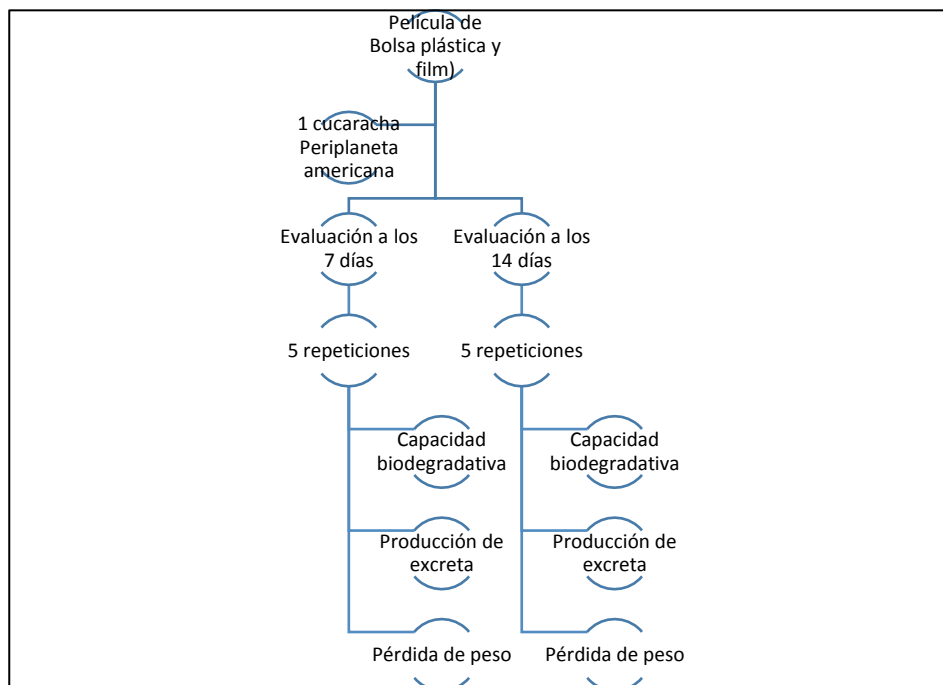 Película de
Bolsa plástica y
film)
1 cucaracha
Periplaneta
americana
Evaluación a los
7 días
Evaluación a los
14 días
5 repeticiones
5 repeticiones
Capacidad
biodegradativa
Capacidad
biodegradativa
Producción de
excreta
Producción de
excreta
Pérdida de peso
Pérdida de peso